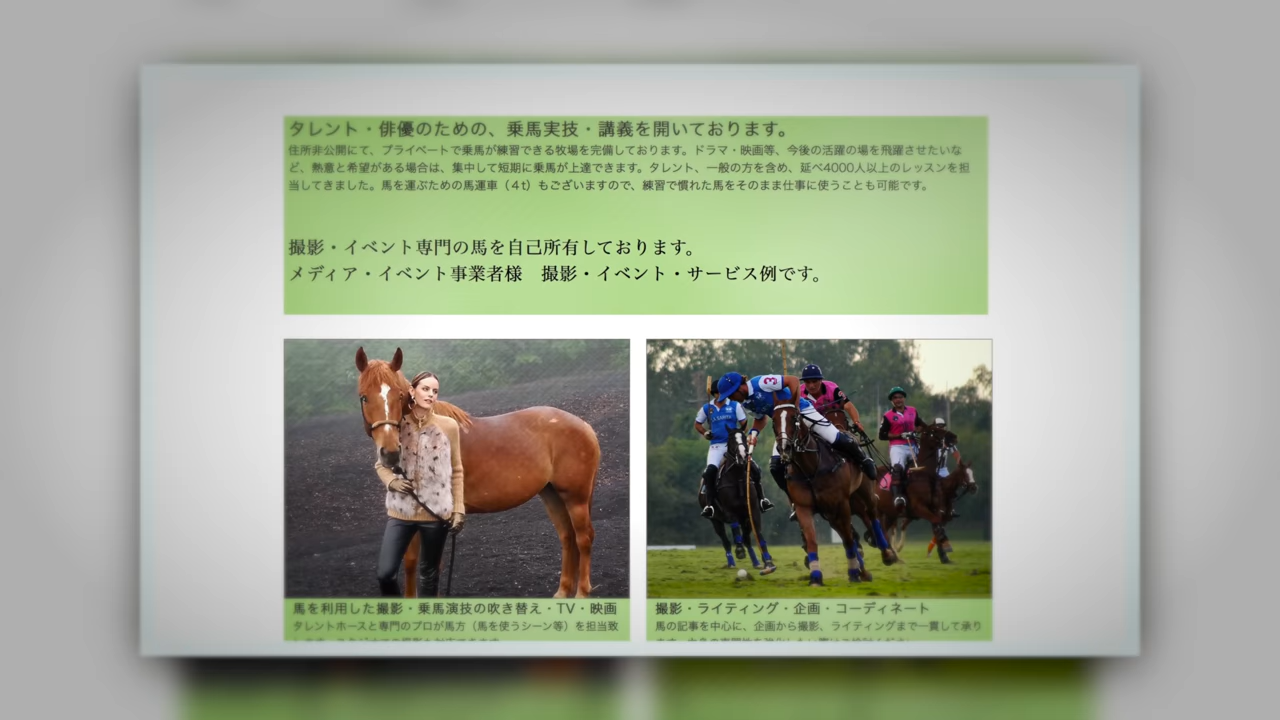 タレント・俳優のための、乗馬実技・講義を開いております。
住所非公開にて、プライベートで乗馬が練習できる牧場を完備しております。ドラマ・映画等、今後の活躍の場を飛躍させたいな
ど、熱意と希望がある場合は、集中して短期に乗馬が上達できます。タレント、一般の方を含め、延べ4000人以上のレッスンを担
当してきました。馬を運ぶための馬運車（４t）もございますので、練習で慣れた馬をそのまま仕事に使うことも可能です。
撮影・イベント専門の馬を自己所有しております。
メディア・イベント事業者様　撮影・イベント・サービス例です。
3
馬を利用した撮影・乗馬演技の吹き替え・TV・映画
タレントホースと専門のプロが馬方（馬を使うシーン等）を担当致
撮影・ライティング・企画・コーディネート
馬の記事を中心に、企画から撮影、ライティングまで一貫して承り